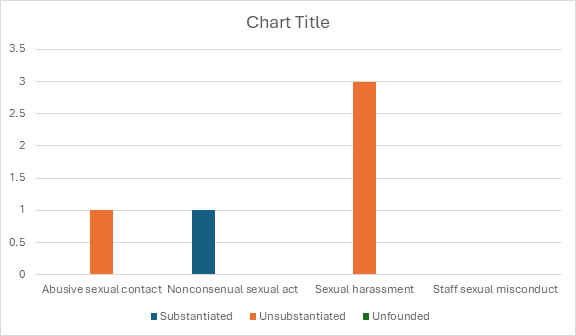 Chart Title
3.5
3
2.5
2
1.5
1
0.5
0
Abusive sexual contact Nonconsenual sexual act Sexual harassment Staff sexual misconduct
Substantiated Unsubstantiated Unfounded